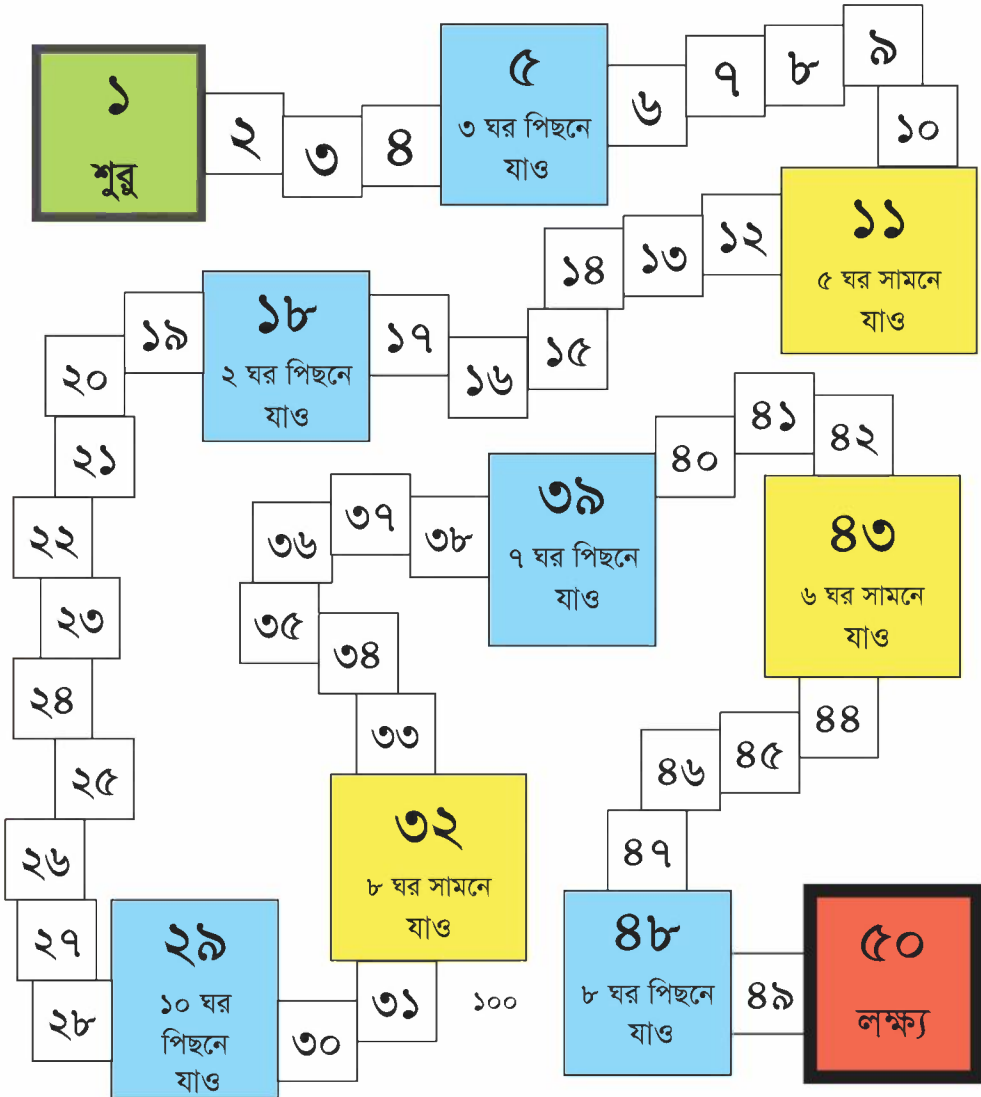 ১
শুরু
২
৩
৪
৫
৩ ঘর পিছনে
যাও
৬
৭
৮
৯
১০
১১
৫ ঘর সামনে
যাও
১২
১৩
১৪
১৫
১৬
১৭
১৮
২ ঘর পিছনে
যাও
১৯
২০
২১
২২
২৩
২৪
২৫
২৬
২৭
২৮
২৯
১০ ঘর
পিছনে
যাও
৩০
৩১
৩২
৮ ঘর সামনে
যাও
৩৩
৩৪
৩৫
৩৬
৩৭
৩৮
৩৯
৭ ঘর পিছনে
যাও
৪০
৪১
৪২
৪৩
৬ ঘর সামনে
যাও
৪৪
৪৫
৪৬
৪৭
৪৮
৮ ঘর পিছনে
যাও
৪৯
৫০
লক্ষ্য
১০০